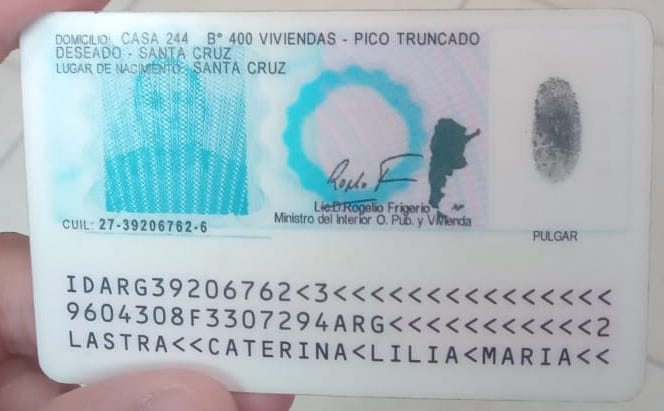 DOMICILIO: CASA 244 B° 400 VIVIENDAS - PICO TRUNCADO
DESEADO - SANTA CRUZ
LUGAR DE NACIMIENTO: SANTA CRUZ
Lic.D.Rogelio Frigerio
Ministro del Interior O. Púb. y Vivienda
CUIL: 27-39206762-6
PULGAR
IDARG39206762<3<<<<<<<<<<<<<<<
9604308F3307294ARG<<<<<<<<<<<2
LASTRA<<CATERINA<LILIA<MARIA<<